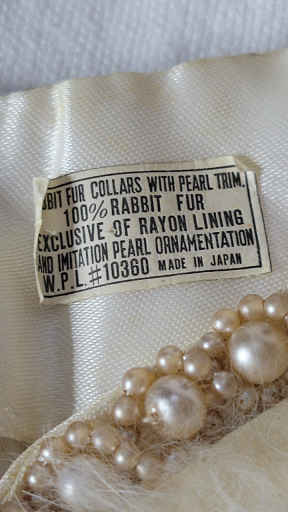 BIT FUR COLLARS WITH PEARL TRIM.
100% RABBIT FUR
EXCLUSIVE OF RAYON LINING
AND IMITATION PEARL ORNAMENTATION
W.P.L. #10360 MADE IN JAPAN